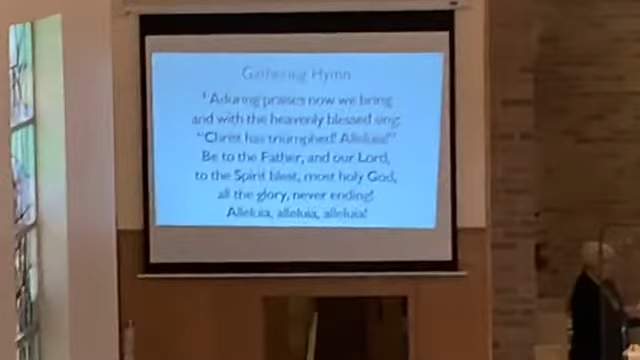 Gathering Hymn
¹ Adoring praises now we bring
and with the heavenly blessed sing:
"Christ has triumphed! Alleluia!"
Be to the Father, and our Lord,
to the Spirit blest, most holy God,
all the glory, never ending!
Alleluia, alleluia, alleluia!